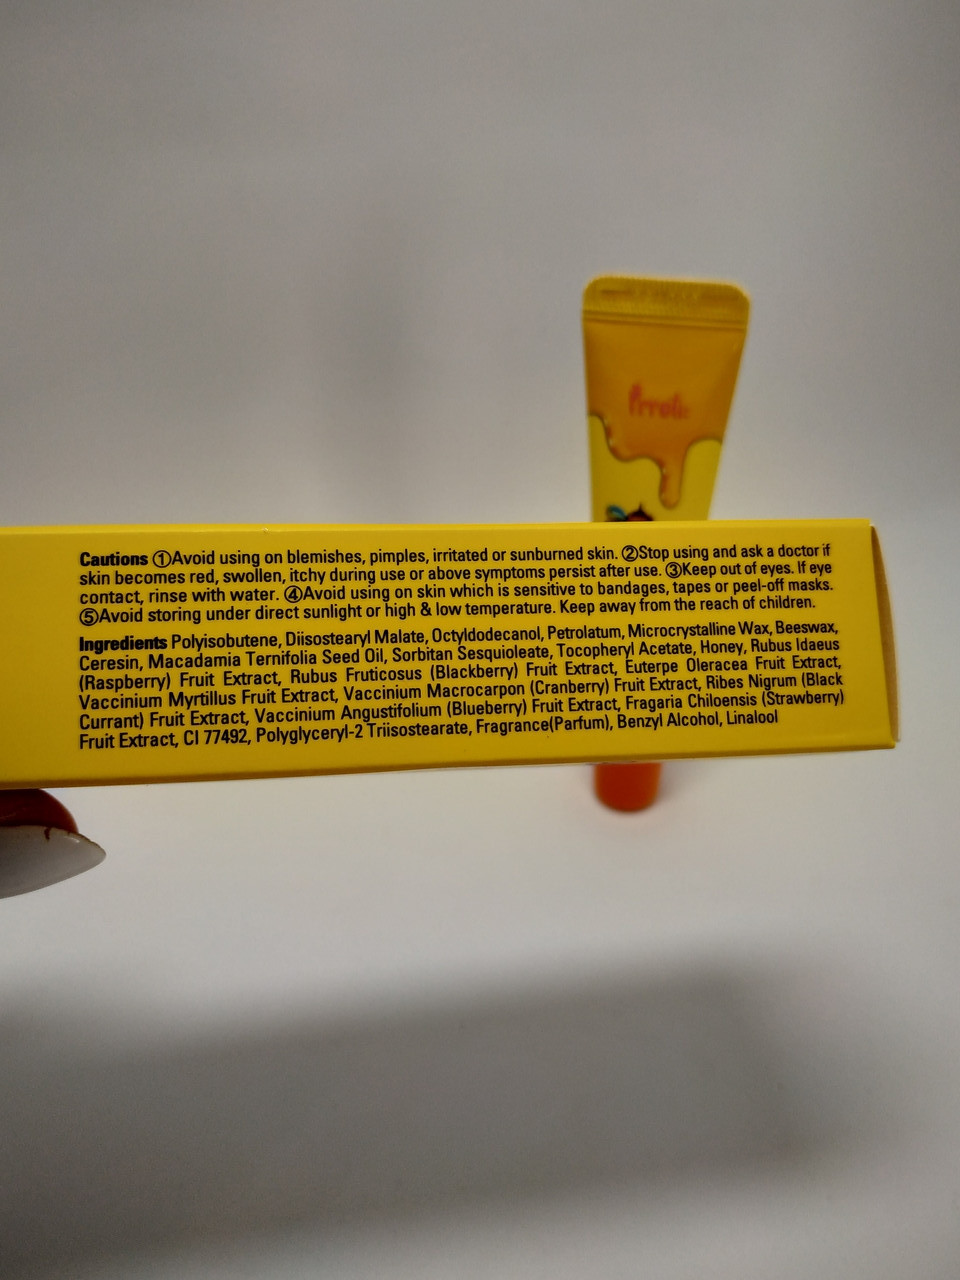 Prreti
Cautions ①Avoid using on blemishes, pimples, irritated or sunburned skin. ②Stop using and ask a doctor if
skin becomes red, swollen, itchy during use or above symptoms persist after use. ③Keep out of eyes. If eye
contact, rinse with water. ④Avoid using on skin which is sensitive to bandages, tapes or peel-off masks.
⑤Avoid storing under direct sunlight or high & low temperature. Keep away from the reach of children.
Ingredients Polyisobutene, Diisostearyl Malate, Octyldodecanol, Petrolatum, Microcrystalline Wax, Beeswax,
Ceresin, Macadamia Ternifolia Seed Oil, Sorbitan Sesquioleate, Tocopheryl Acetate, Honey, Rubus Idaeus
(Raspberry) Fruit Extract, Rubus Fruticosus (Blackberry) Fruit Extract, Euterpe Oleracea Fruit Extract,
Vaccinium Myrtillus Fruit Extract, Vaccinium Macrocarpon (Cranberry) Fruit Extract, Ribes Nigrum (Black
Currant) Fruit Extract, Vaccinium Angustifolium (Blueberry) Fruit Extract, Fragaria Chiloensis (Strawberry)
Fruit Extract, CI 77492, Polyglyceryl-2 Triisostearate, Fragrance(Parfum), Benzyl Alcohol, Linalool